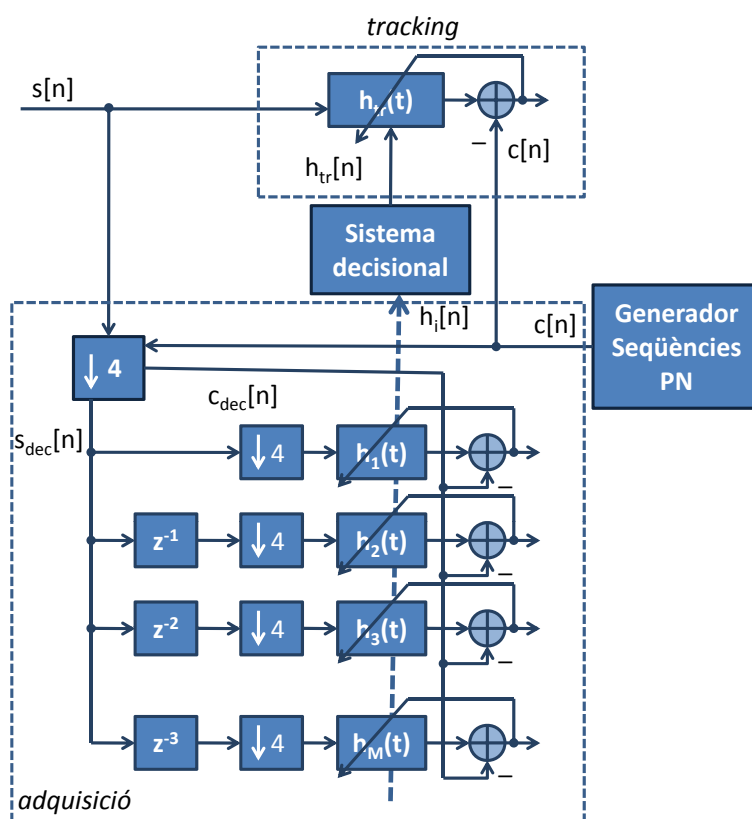 tracking
s[n]
h_tr(t)
–
c[n]
h_tr[n]
Sistema
decisional
h_i[n]
c[n]
Generador
Seqüències
PN
↓ 4
c_dec[n]
s_dec[n]
↓ 4
h_1(t)
–
z^-1
↓ 4
h_2(t)
–
z^-2
↓ 4
h_3(t)
–
z^-3
↓ 4
h_M(t)
–
adquisició